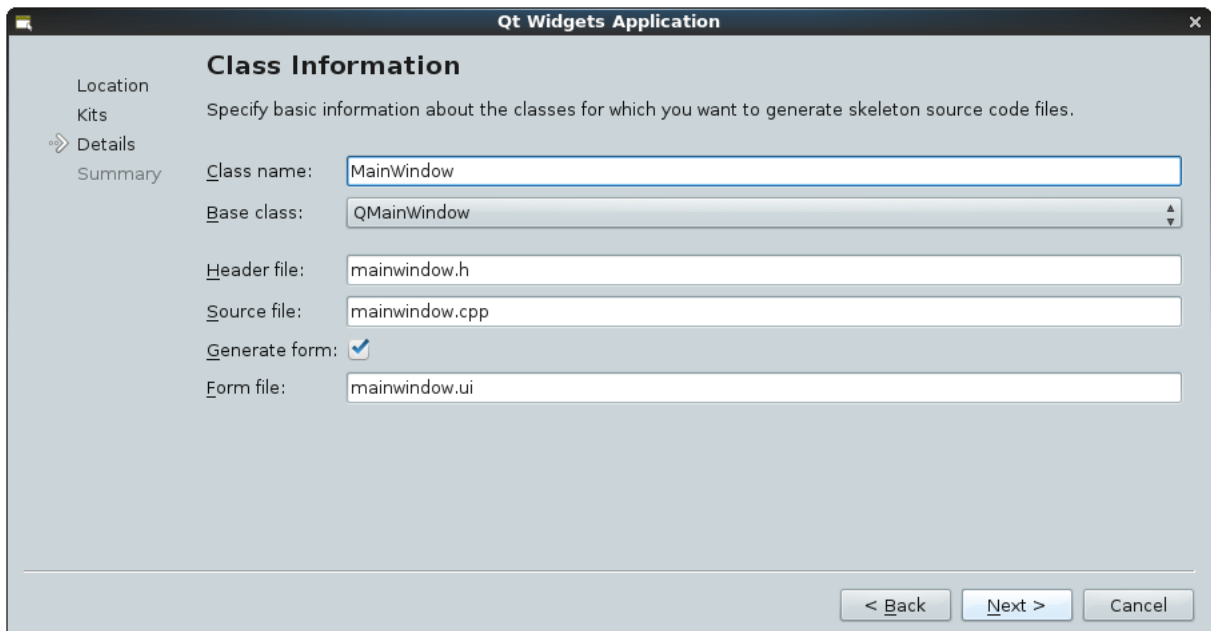 Qt Widgets Application
Location
Kits
Details
Summary
Class Information
Specify basic information about the classes for which you want to generate skeleton source code files.
Class name: MainWindow
Base class: QMainWindow
Header file: mainwindow.h
Source file: mainwindow.cpp
Generate form:
Form file: mainwindow.ui
< Back Next > Cancel